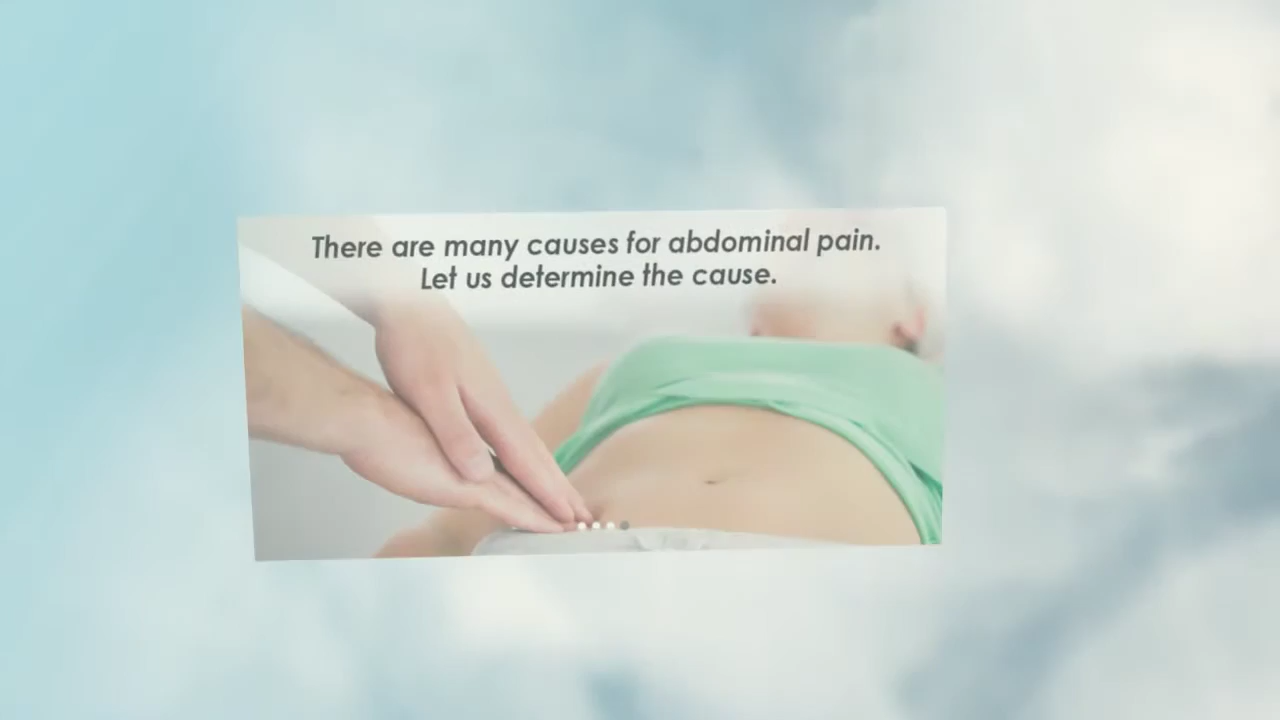 There are many causes for abdominal pain.
Let us determine the cause.